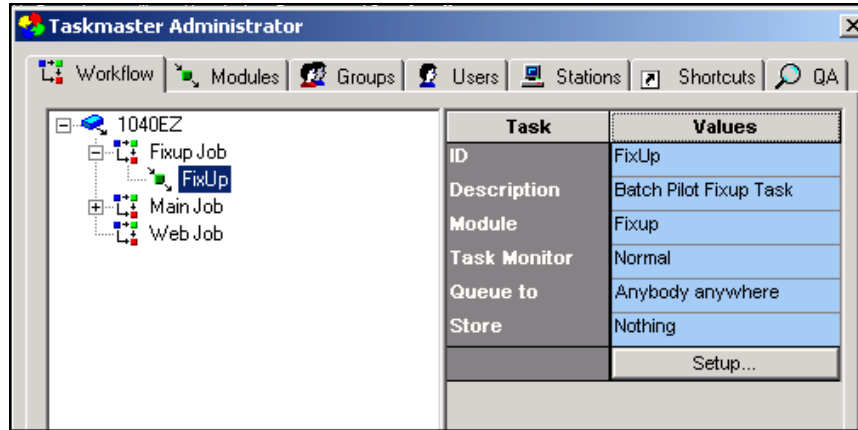 Taskmaster Administrator
Workflow Modules Groups Users Stations Shortcuts QA
1040EZ
Fixup Job
FixUp
Main Job
Web Job
Task Values
ID FixUp
Description Batch Pilot Fixup Task
Module Fixup
Task Monitor Normal
Queue to Anybody anywhere
Store Nothing
Setup...